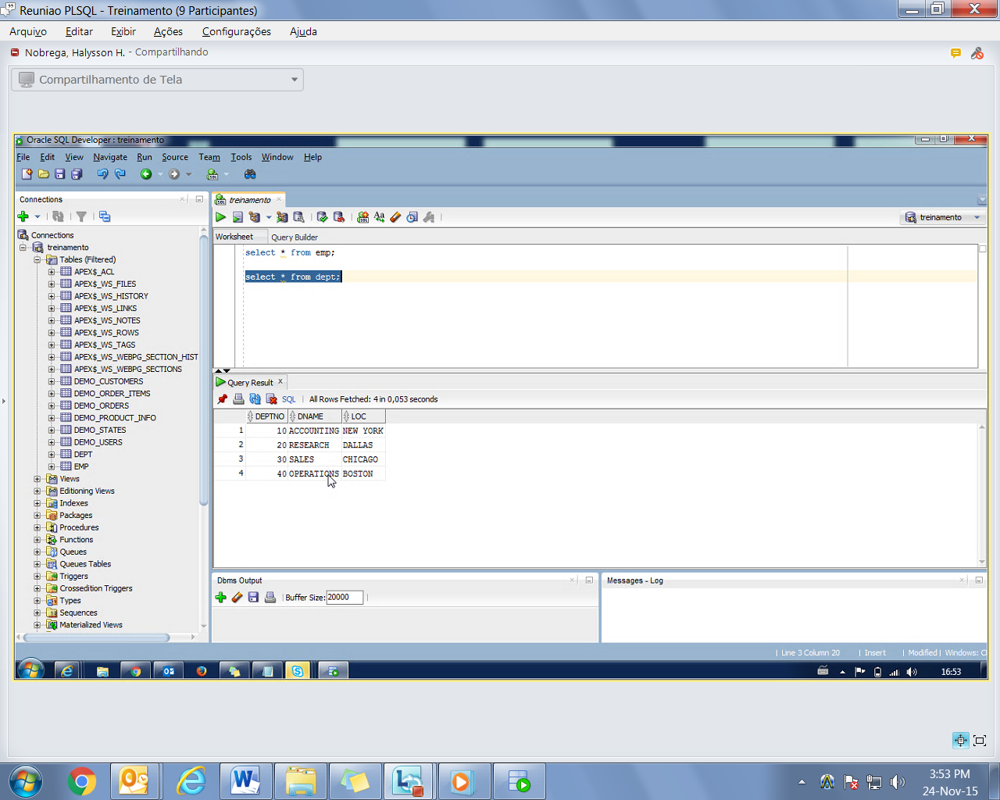 Reuniao PLSQL - Treinamento (9 Participantes)
Arquivo Editar Exibir Ações Configurações Ajuda
Nobrega, Halysson H. - Compartilhando
Compartilhamento de Tela
Oracle SQL Developer : treinamento
File Edit View Navigate Run Source Team Tools Window Help
Connections
Connections
treinamento
Tables (Filtered)
APEX$_ACL
APEX$_WS_FILES
APEX$_WS_HISTORY
APEX$_WS_LINKS
APEX$_WS_NOTES
APEX$_WS_ROWS
APEX$_WS_TAGS
APEX$_WS_WEBPG_SECTION_HIST
APEX$_WS_WEBPG_SECTIONS
DEMO_CUSTOMERS
DEMO_ORDER_ITEMS
DEMO_ORDERS
DEMO_PRODUCT_INFO
DEMO_STATES
DEMO_USERS
DEPT
EMP
Views
Editioning Views
Indexes
Packages
Procedures
Functions
Queues
Queues Tables
Triggers
Crossedition Triggers
Types
Sequences
Materialized Views
treinamento
treinamento
Worksheet Query Builder
select * from emp;
select * from dept;
Query Result
SQL All Rows Fetched: 4 in 0,053 seconds
DEPTNO DNAME LOC
1 10 ACCOUNTING NEW YORK
2 20 RESEARCH DALLAS
3 30 SALES CHICAGO
4 40 OPERATIONS BOSTON
Dbms Output
Buffer Size: 20000
Messages - Log
Line 3 Column 20 | Insert | Modified | Windows: C
16:53
3:53 PM
24-Nov-15